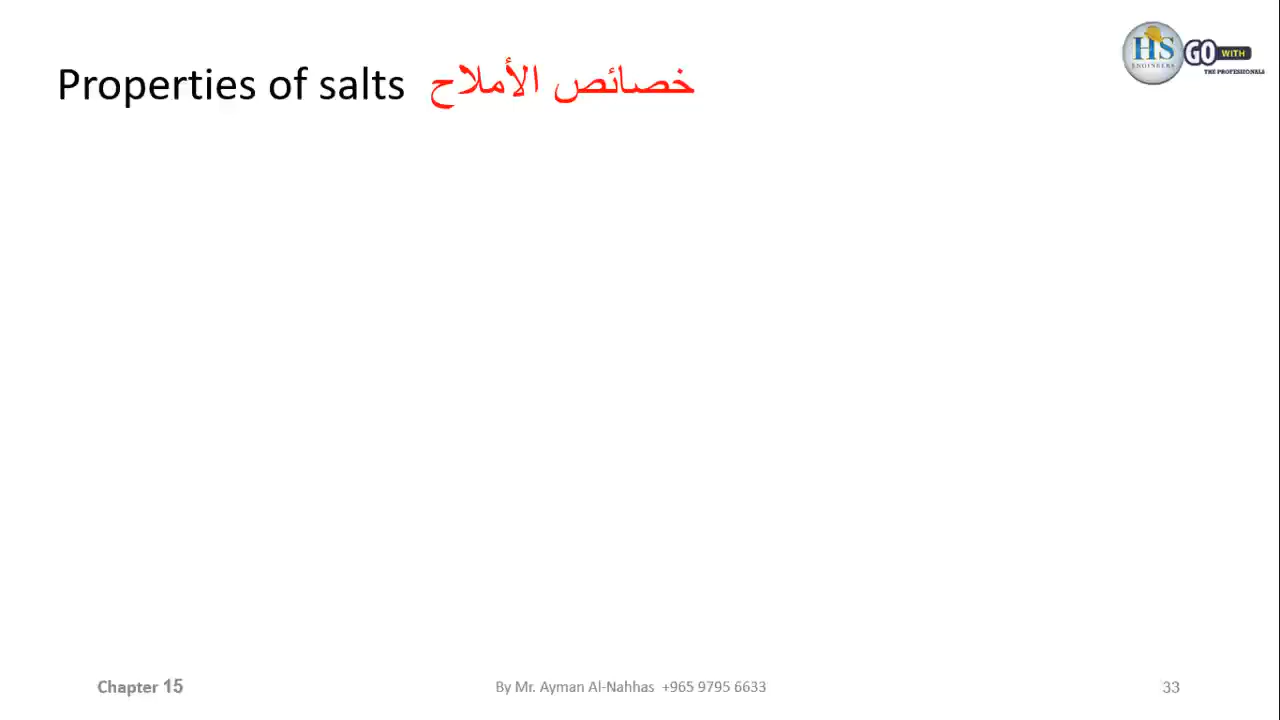 Properties of salts خصائص الأملاح
HS
ENGINEERS
GO WITH
THE PROFESSIONALS
Chapter 15
By Mr. Ayman Al-Nahhas +965 9795 6633
33